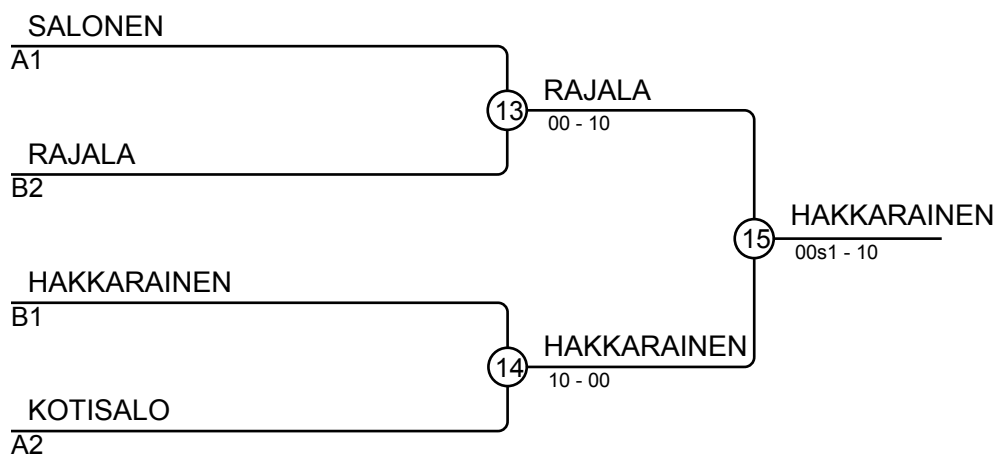 SALONEN
A1
13
RAJALA
00 - 10
RAJALA
B2
15
HAKKARAINEN
00s1 - 10
HAKKARAINEN
B1
14
HAKKARAINEN
10 - 00
KOTISALO
A2